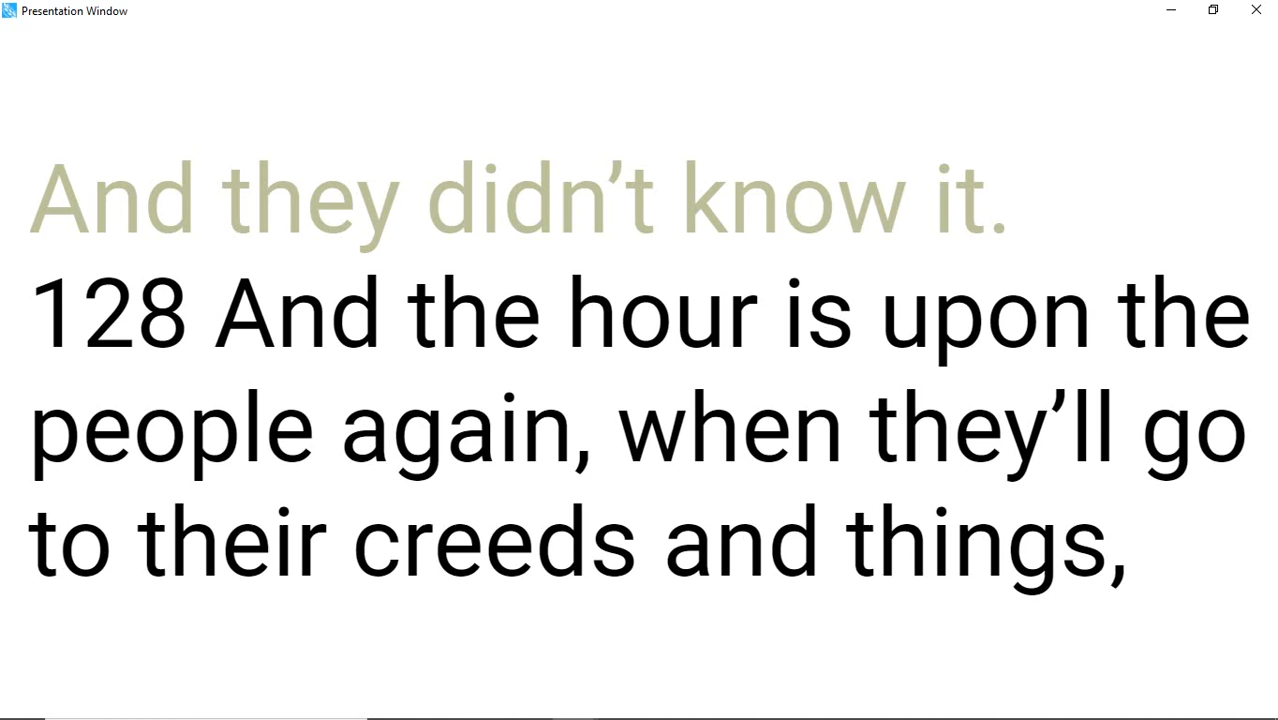 Presentation Window
And they didn’t know it.
128 And the hour is upon the
people again, when they’ll go
to their creeds and things,